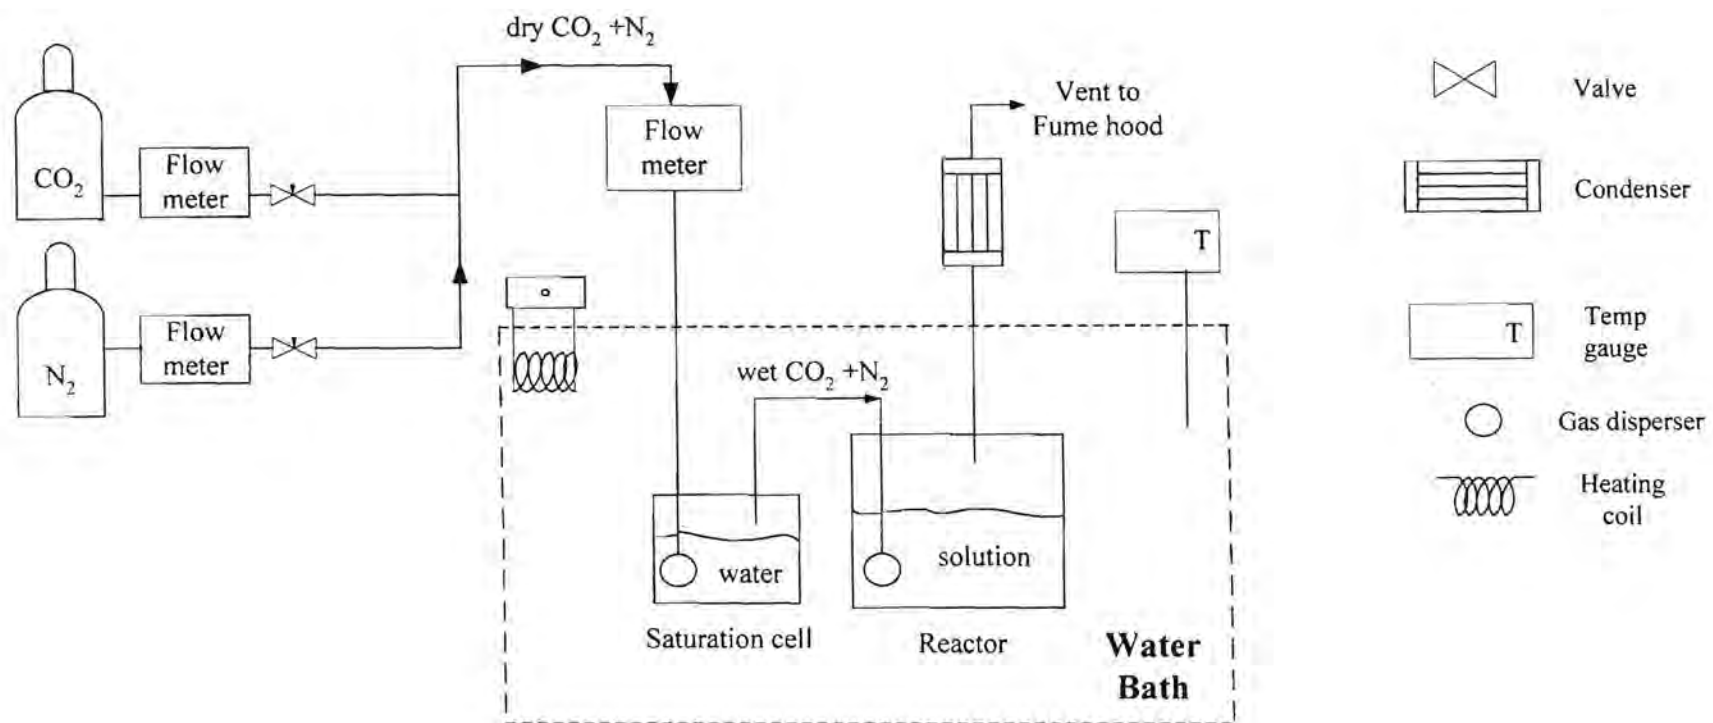 dry CO₂ +N₂
CO₂
Flow
meter
N₂
Flow
meter
Flow
meter
Vent to
Fume hood
T
wet CO₂ +N₂
water
solution
Saturation cell
Reactor
Water
Bath
Valve
Condenser
T
Temp
gauge
Gas disperser
Heating
coil